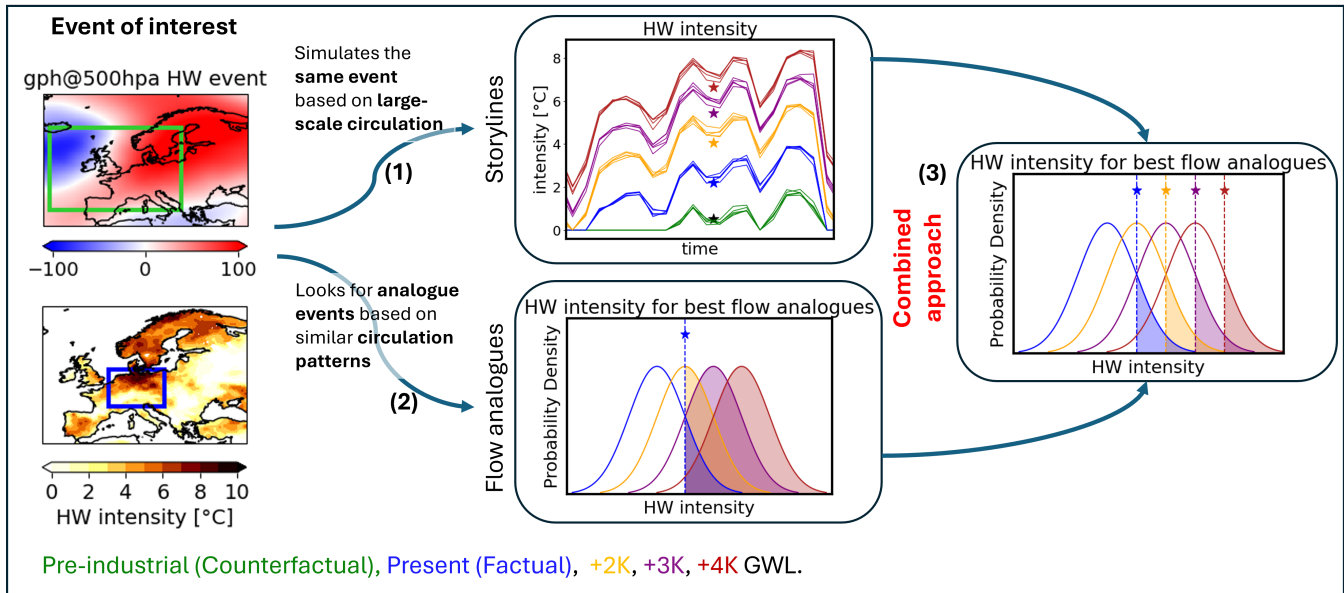 Event of interest
gph@500hpa HW event
−100 0 100
0 2 4 6 8 10
HW intensity [°C]
Simulates the
same event
based on large-
scale circulation
(1)
Looks for analogue
events based on
similar circulation
patterns
(2)
Storylines
HW intensity
intensity [°C]
8
6
4
2
0
time
Flow analogues
HW intensity for best flow analogues
Probability Density
HW intensity
(3)
Combined
approach
HW intensity for best flow analogues
Probability Density
HW intensity
Pre-industrial (Counterfactual), Present (Factual), +2K, +3K, +4K GWL.